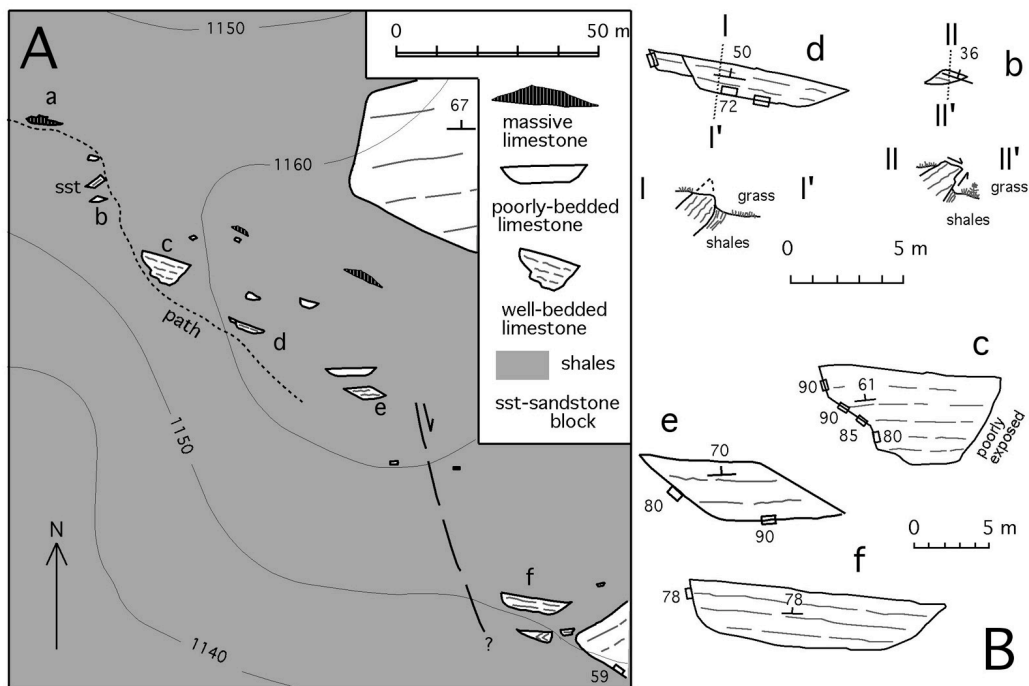 A
1150
0 50 m
a
67
massive
limestone
1160
sst
b
poorly-bedded
limestone
c
path
well-bedded
limestone
d
shales
e
sst-sandstone
block
1150
N
f
1140
?
59
I
50
d
72
I'
II
36
b
II'
I I'
grass
shales
II II'
grass
shales
0 5 m
c
90
61
90
85
80
poorly
exposed
e
70
80
90
0 5 m
f
78
78
B
1150